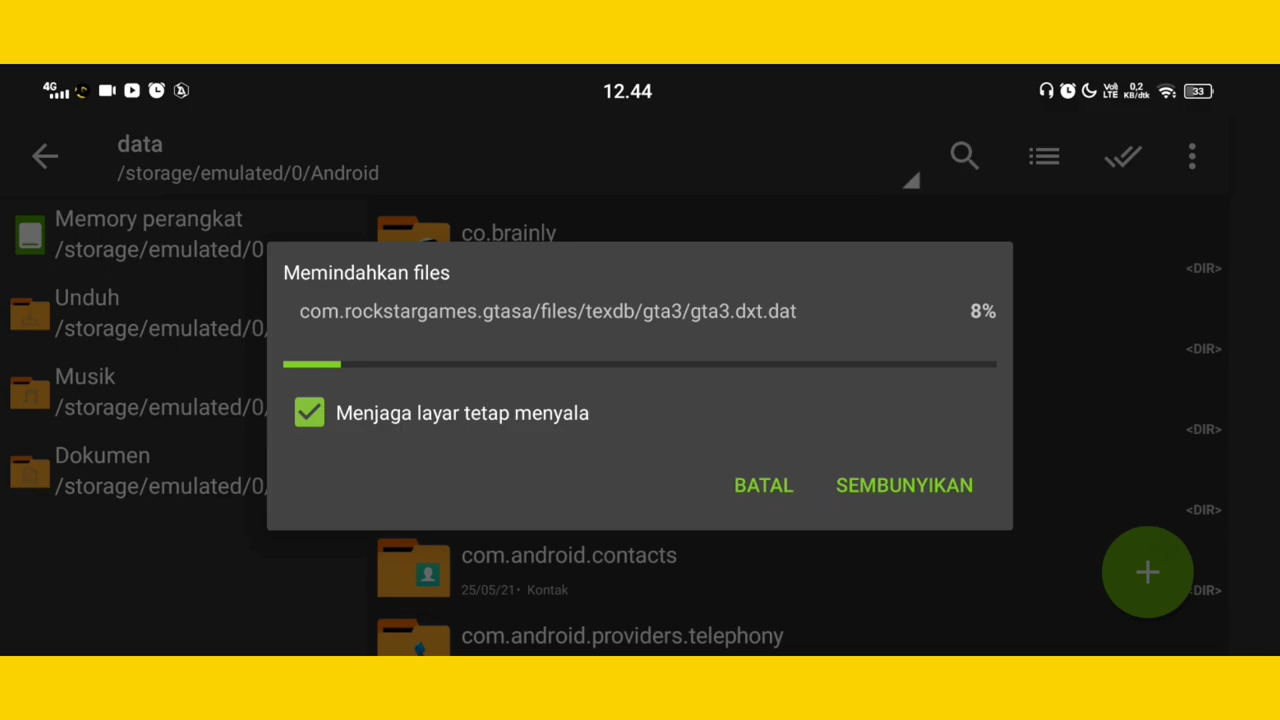 4G
12.44
Vo)
LTE
0,2
KB/dtk
33
data
/storage/emulated/0/Android
Memory perangkat
/storage/emulated/0
Unduh
/storage/emulated/0,
Musik
/storage/emulated/0,
Dokumen
/storage/emulated/0,
co.brainly
<DIR>
<DIR>
<DIR>
<DIR>
Memindahkan files
com.rockstargames.gtasa/files/texdb/gta3/gta3.dxt.dat
8%
Menjaga layar tetap menyala
BATAL
SEMBUNYIKAN
com.android.contacts
25/05/21• Kontak
DIR>
com.android.providers.telephony